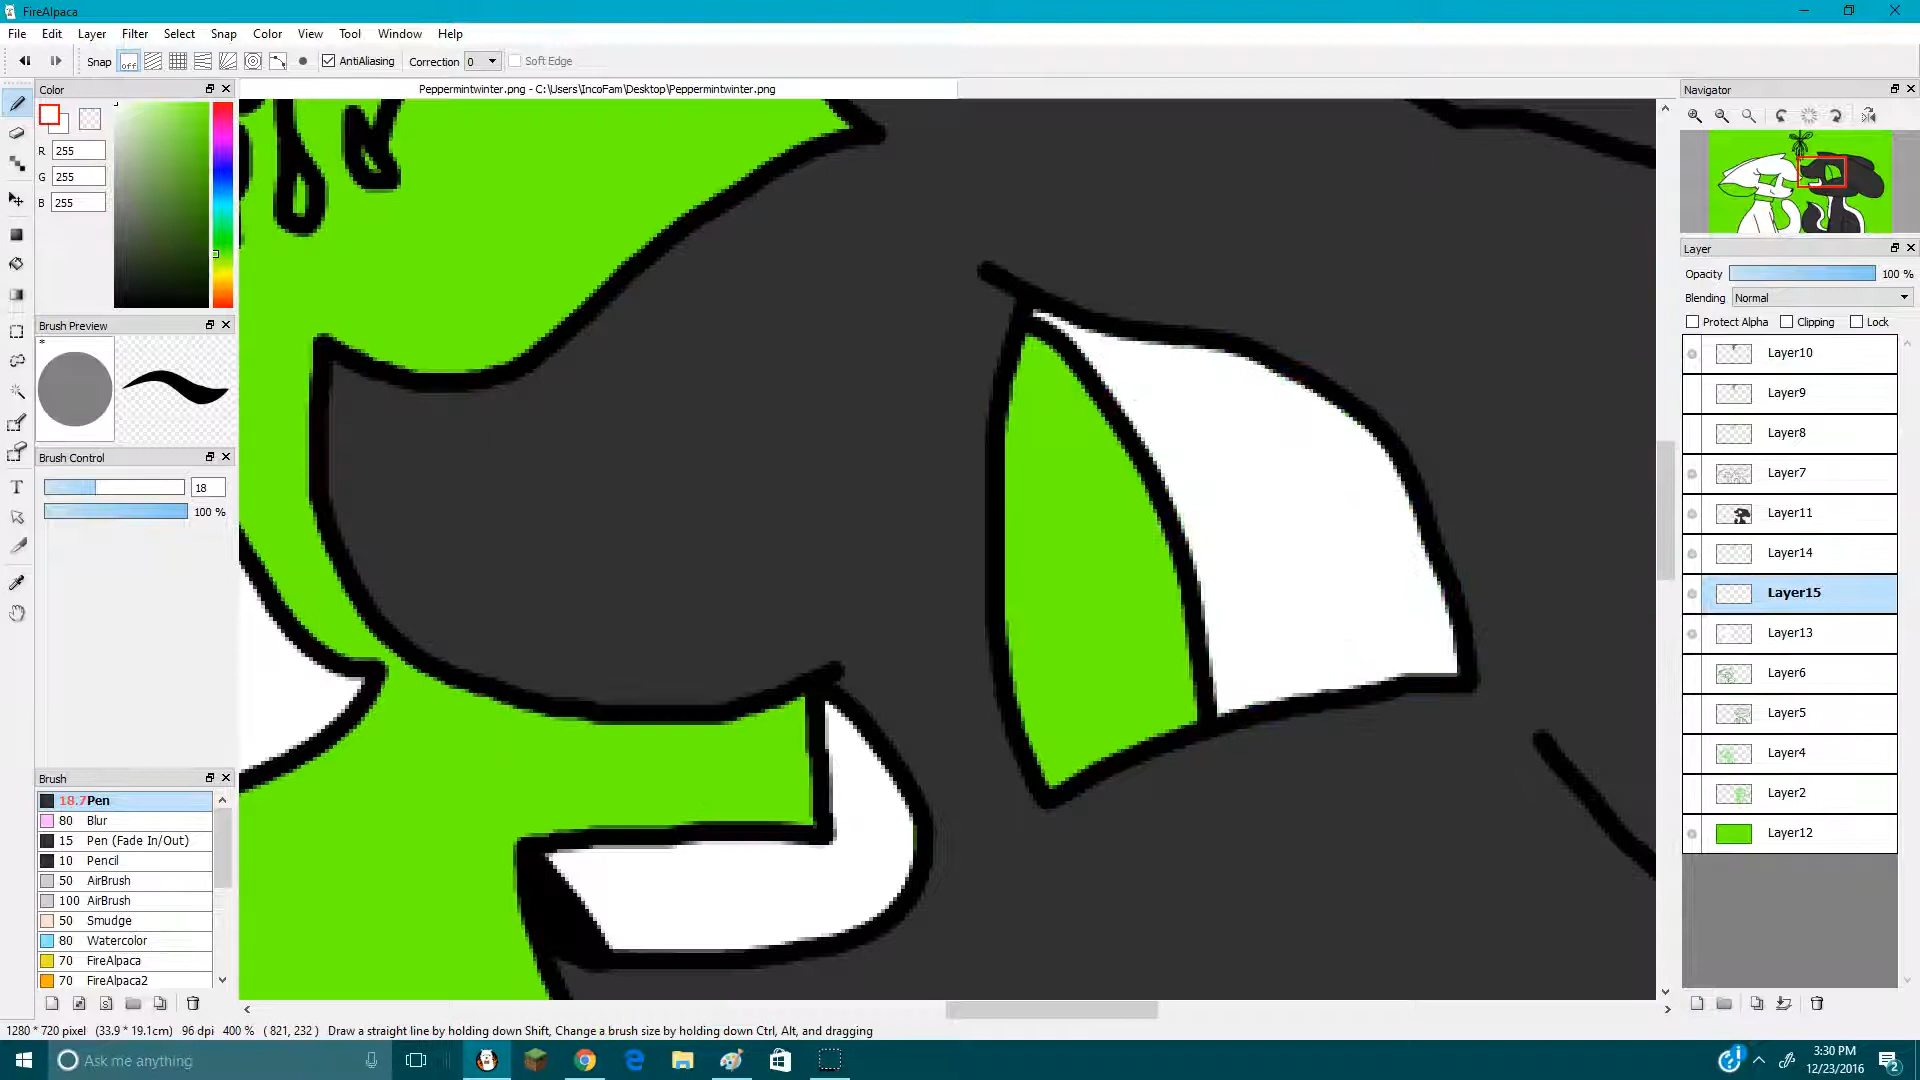 FireAlpaca
File Edit Layer Filter Select Snap Color View Tool Window Help
Snap off AntiAliasing Correction 0 Soft Edge
Color
Peppermintwinter.png - C:\Users\IncoFam\Desktop\Peppermintwinter.png
Navigator
R 255
G 255
B 255
Layer
Opacity 100 %
Blending Normal
Protect Alpha Clipping Lock
Brush Preview
*
Brush Control
18
100 %
Layer10
Layer9
Layer8
Layer7
Layer11
Layer14
Layer15
Layer13
Layer6
Layer5
Layer4
Layer2
Layer12
Brush
18.7 Pen
80 Blur
15 Pen (Fade In/Out)
10 Pencil
50 AirBrush
100 AirBrush
50 Smudge
80 Watercolor
70 FireAlpaca
70 FireAlpaca2
1280 * 720 pixel (33.9 * 19.1cm) 96 dpi 400 % ( 821, 232 ) Draw a straight line by holding down Shift, Change a brush size by holding down Ctrl, Alt, and dragging
Ask me anything
3:30 PM
12/23/2016
2